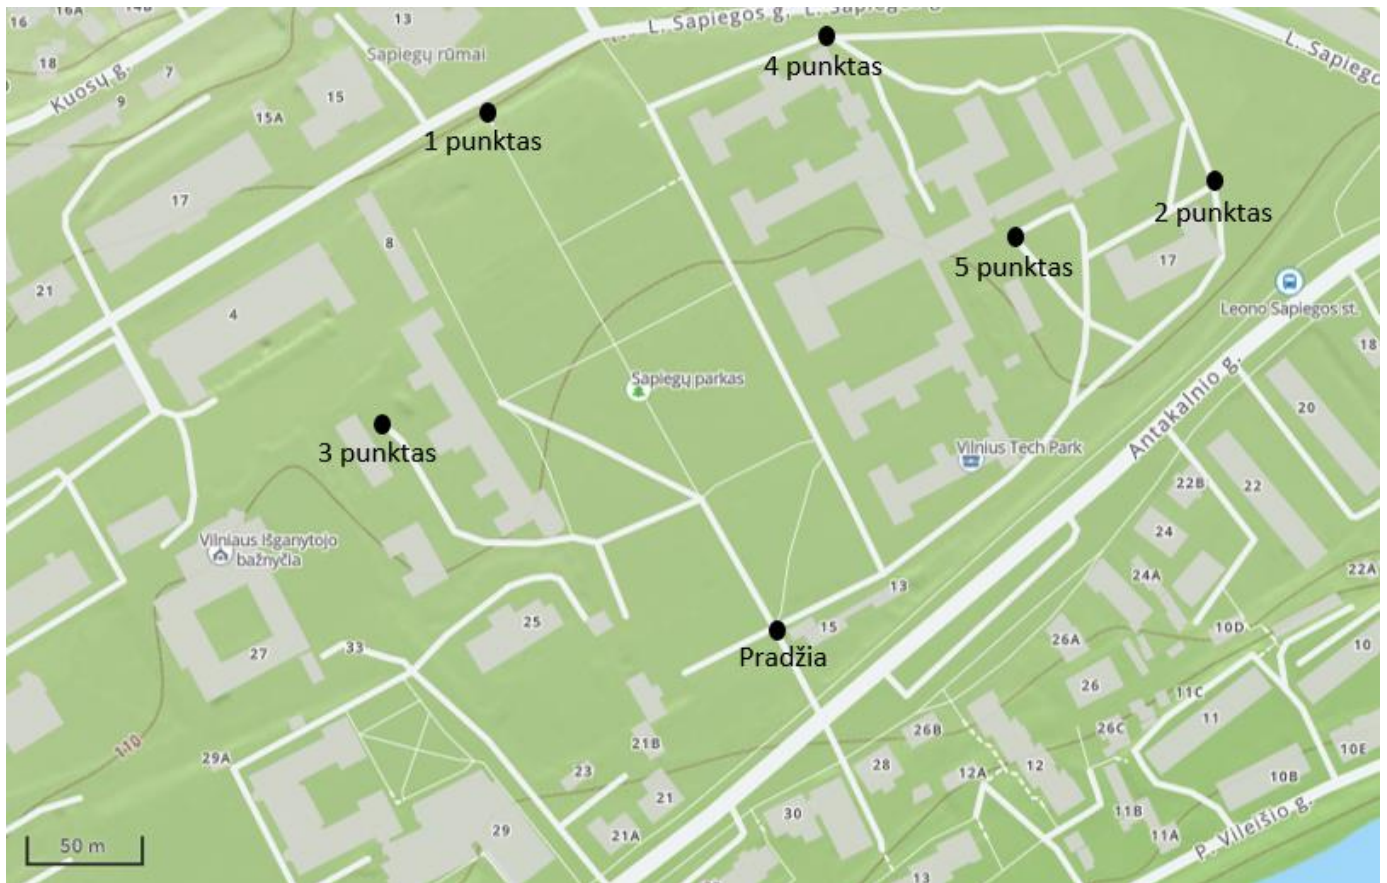 16
16A
14B
13
L. Sapiegos g.
L. Sapiegos g.
L. Sapiego
Sapiegų rūmai
4 punktas
18
7
Kuosų g.
9
15
15A
1 punktas
17
2 punktas
8
5 punktas
17
21
4
Leono Sapiegos st.
18
Sapiegų parkas
20
Antakalnio g.
3 punktas
Vilnius Tech Park
22B
22
24
Vilniaus Išganytojo
bažnyčia
24A
22A
13
25
15
10D
26A
33
27
Pradžia
10
26
11C
11
26C
110
21B
26B
10E
29A
23
28
12A
12
10B
21
30
11B
P. Vileišio g.
29
21A
11A
50 m
13